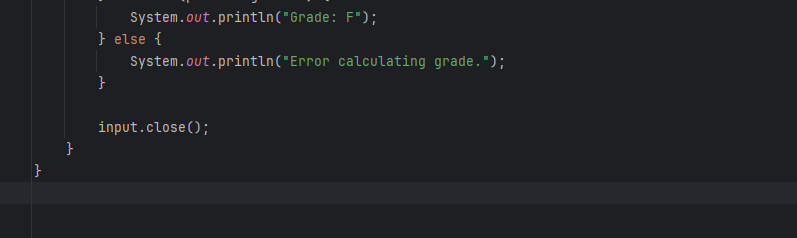 System.out.println("Grade: F");
} else {
System.out.println("Error calculating grade.");
}
input.close();
}
}